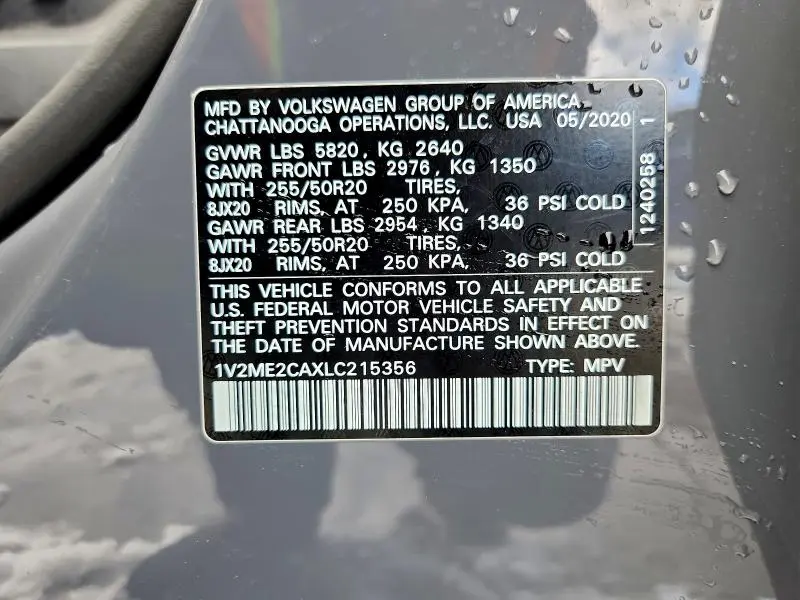 MFD BY VOLKSWAGEN GROUP OF AMERICA
CHATTANOOGA OPERATIONS, LLC. USA 05/2020
GVWR LBS 5820, KG 2640
GAWR FRONT LBS 2976, KG 1350
WITH 255/50R20 TIRES,
8JX20 RIMS, AT 250 KPA, 36 PSI COLD
GAWR REAR LBS 2954, KG 1340
WITH 255/50R20 TIRES,
8JX20 RIMS, AT 250 KPA, 36 PSI COLD
1240258 1
THIS VEHICLE CONFORMS TO ALL APPLICABLE
U.S. FEDERAL MOTOR VEHICLE SAFETY AND
THEFT PREVENTION STANDARDS IN EFFECT ON
THE DATE OF MANUFACTURE SHOWN ABOVE.
1V2ME2CAXLC215356 TYPE: MPV